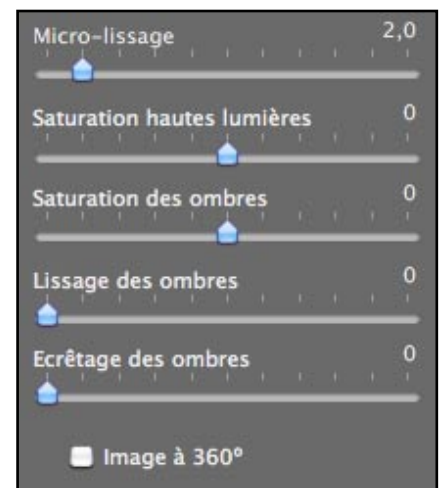 Micro-lissage 2,0
Saturation hautes lumières 0
Saturation des ombres 0
Lissage des ombres 0
Ecrêtage des ombres 0
Image à 360°